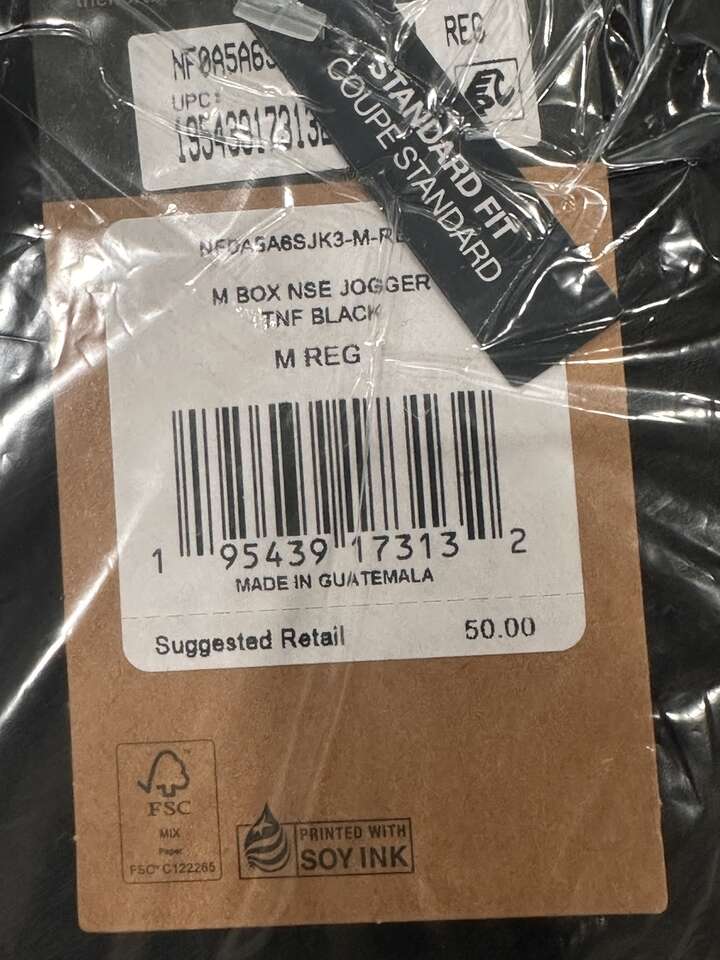 REG
UPC:
STANDARD FIT
COUPE STANDARD
M BOX NSE JOGGER
TNF BLACK
M REG
1 95439 17313 2
MADE IN GUATEMALA
Suggested Retail 50.00
FSC
MIX
Paper
FSC® C122265
PRINTED WITH
SOY INK